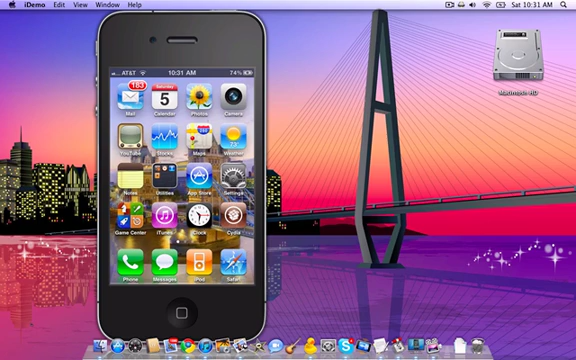 iDemo Edit View Window Help
Sat 10:31 AM
AT&T 10:31 AM 74%
183
Saturday
5
Mail Calendar Photos Camera
280
YouTube Stocks Maps Weather
Notes Utilities App Store Settings
Game Center iTunes Clock Cydia
Phone Messages iPod Safari
Macintosh HD